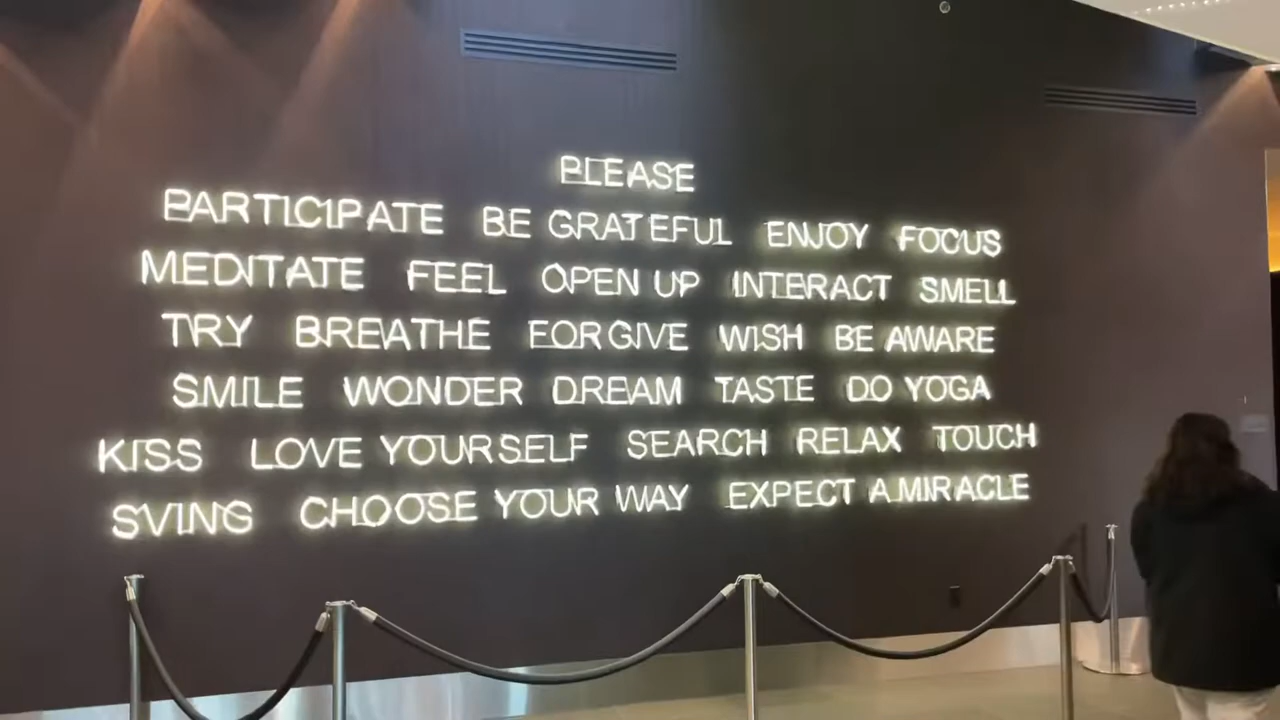 PLEASE
PARTICIPATE BE GRATEFUL ENJOY FOCUS
MEDITATE FEEL OPEN UP INTERACT SMELL
TRY BREATHE FORGIVE WISH BE AWARE
SMILE WONDER DREAM TASTE DO YOGA
KISS LOVE YOURSELF SEARCH RELAX TOUCH
SVING CHOOSE YOUR WAY EXPECT A MIRACLE